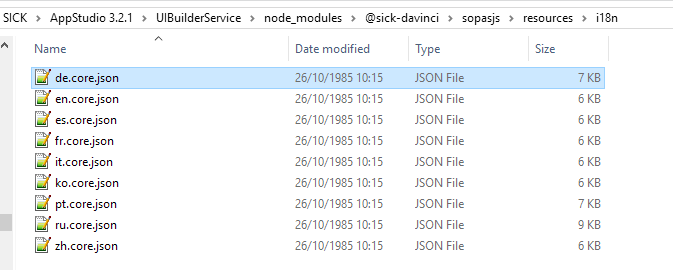 SICK > AppStudio 3.2.1 > UIBuilderService > node_modules > @sick-davinci > sopasjs > resources > i18n
Name Date modified Type Size
de.core.json 26/10/1985 10:15 JSON File 7 KB
en.core.json 26/10/1985 10:15 JSON File 6 KB
es.core.json 26/10/1985 10:15 JSON File 6 KB
fr.core.json 26/10/1985 10:15 JSON File 6 KB
it.core.json 26/10/1985 10:15 JSON File 6 KB
ko.core.json 26/10/1985 10:15 JSON File 6 KB
pt.core.json 26/10/1985 10:15 JSON File 7 KB
ru.core.json 26/10/1985 10:15 JSON File 9 KB
zh.core.json 26/10/1985 10:15 JSON File 6 KB